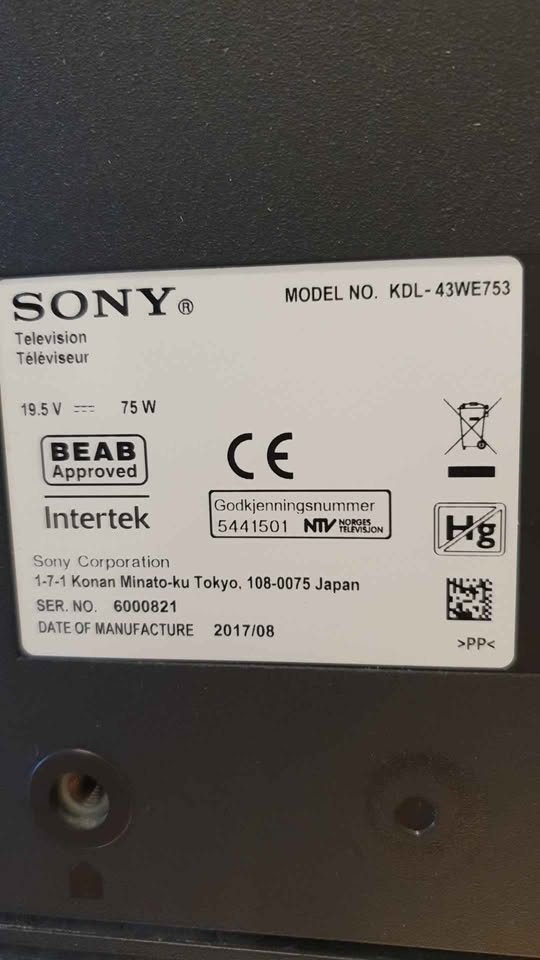 SONY®
MODEL NO. KDL-43WE753
Television
Téléviseur
19.5 V ⎓ 75 W
BEAB
Approved
Intertek
CE
Godkjenningsnummer
5441501 NTV NORGES TELEVISJON
Hg
Sony Corporation
1-7-1 Konan Minato-ku Tokyo, 108-0075 Japan
SER. NO. 6000821
DATE OF MANUFACTURE 2017/08
>PP<